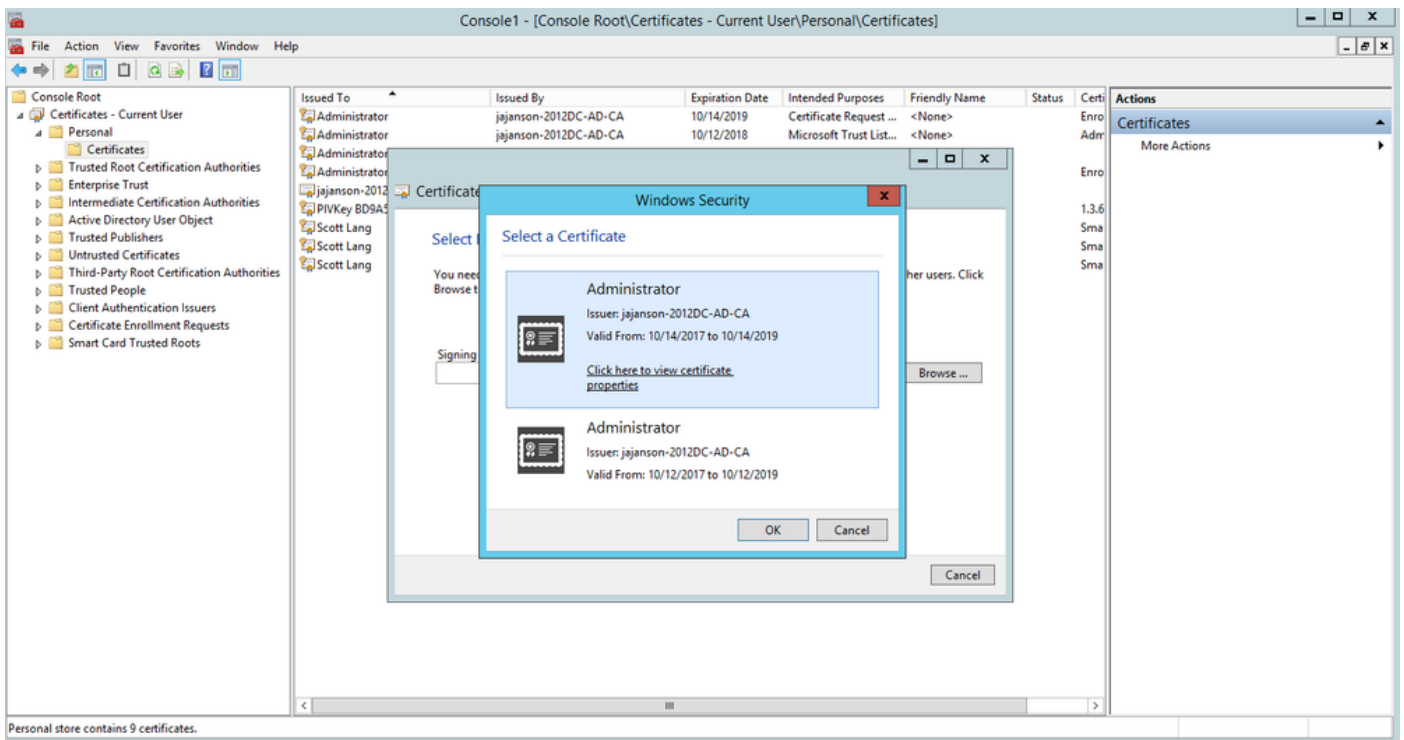 Console1 - [Console Root\Certificates - Current User\Personal\Certificates]
File Action View Favorites Window Help
Console Root
Certificates - Current User
Personal
Certificates
Trusted Root Certification Authorities
Enterprise Trust
Intermediate Certification Authorities
Active Directory User Object
Trusted Publishers
Untrusted Certificates
Third-Party Root Certification Authorities
Trusted People
Client Authentication Issuers
Certificate Enrollment Requests
Smart Card Trusted Roots
Issued To Issued By Expiration Date Intended Purposes Friendly Name Status Certi
Administrator jajanson-2012DC-AD-CA 10/14/2019 Certificate Request ... <None> Enro
Administrator jajanson-2012DC-AD-CA 10/12/2018 Microsoft Trust List... <None> Adm
Administrator
Administrator Enro
jajanson-2012
PIVKey BD9A5 1.3.6
Scott Lang Sma
Scott Lang Sma
Scott Lang Sma
Certificate
Select
You need her users. Click
Browse t
Signing
Browse ...
Cancel
Windows Security
Select a Certificate
Administrator
Issuer: jajanson-2012DC-AD-CA
Valid From: 10/14/2017 to 10/14/2019
Click here to view certificate
properties
Administrator
Issuer: jajanson-2012DC-AD-CA
Valid From: 10/12/2017 to 10/12/2019
OK Cancel
Actions
Certificates
More Actions
Personal store contains 9 certificates.